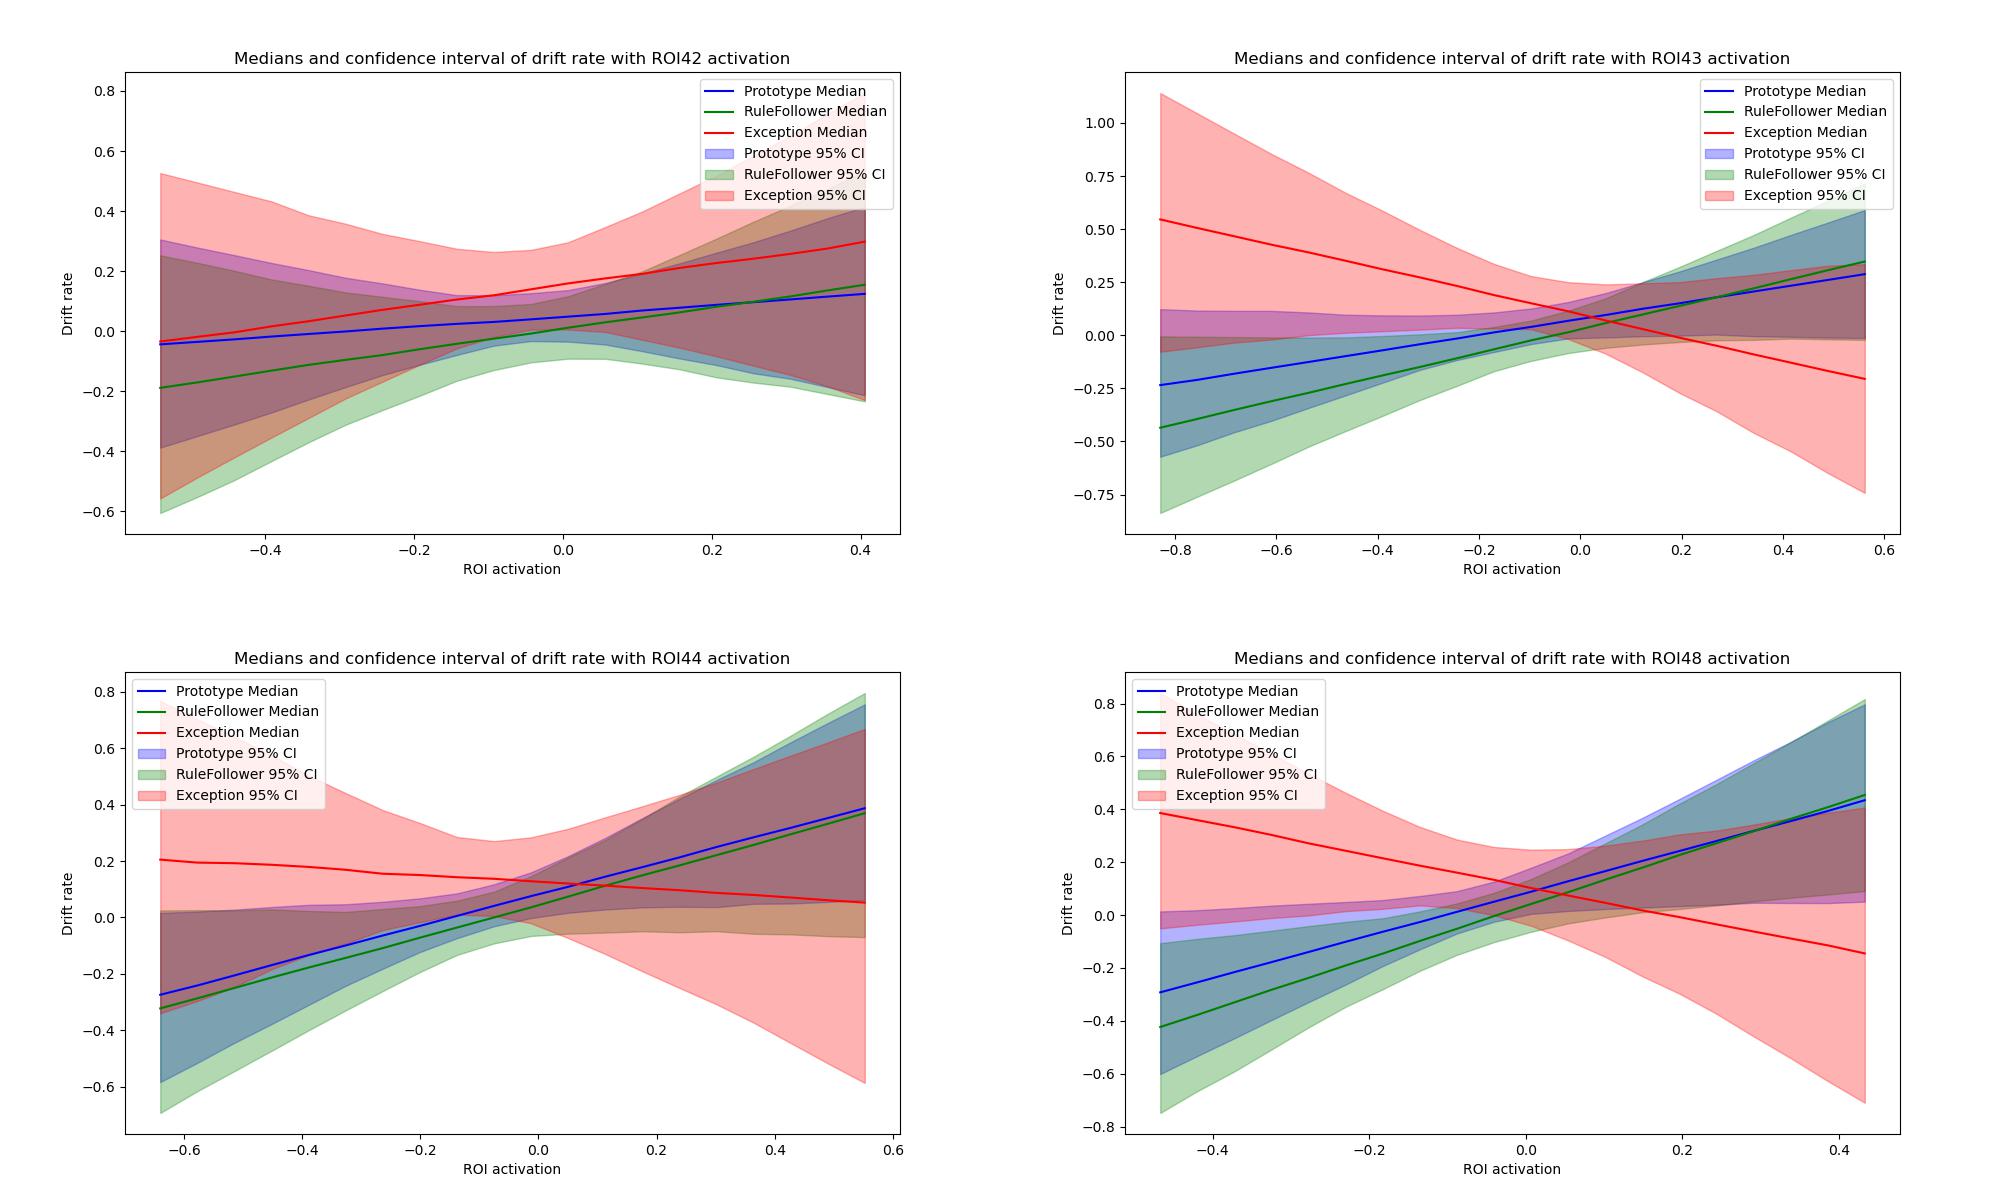 Medians and confidence interval of drift rate with ROI42 activation
Prototype Median
RuleFollower Median
Exception Median
Prototype 95% CI
RuleFollower 95% CI
Exception 95% CI
Drift rate
0.8
0.6
0.4
0.2
0.0
−0.2
−0.4
−0.6
−0.4
−0.2
0.0
0.2
0.4
ROI activation
Medians and confidence interval of drift rate with ROI43 activation
Prototype Median
RuleFollower Median
Exception Median
Prototype 95% CI
RuleFollower 95% CI
Exception 95% CI
Drift rate
1.00
0.75
0.50
0.25
0.00
−0.25
−0.50
−0.75
−0.8
−0.6
−0.4
−0.2
0.0
0.2
0.4
0.6
ROI activation
Medians and confidence interval of drift rate with ROI44 activation
Prototype Median
RuleFollower Median
Exception Median
Prototype 95% CI
RuleFollower 95% CI
Exception 95% CI
Drift rate
0.8
0.6
0.4
0.2
0.0
−0.2
−0.4
−0.6
−0.6
−0.4
−0.2
0.0
0.2
0.4
0.6
ROI activation
Medians and confidence interval of drift rate with ROI48 activation
Prototype Median
RuleFollower Median
Exception Median
Prototype 95% CI
RuleFollower 95% CI
Exception 95% CI
Drift rate
0.8
0.6
0.4
0.2
0.0
−0.2
−0.4
−0.6
−0.8
−0.4
−0.2
0.0
0.2
0.4
ROI activation